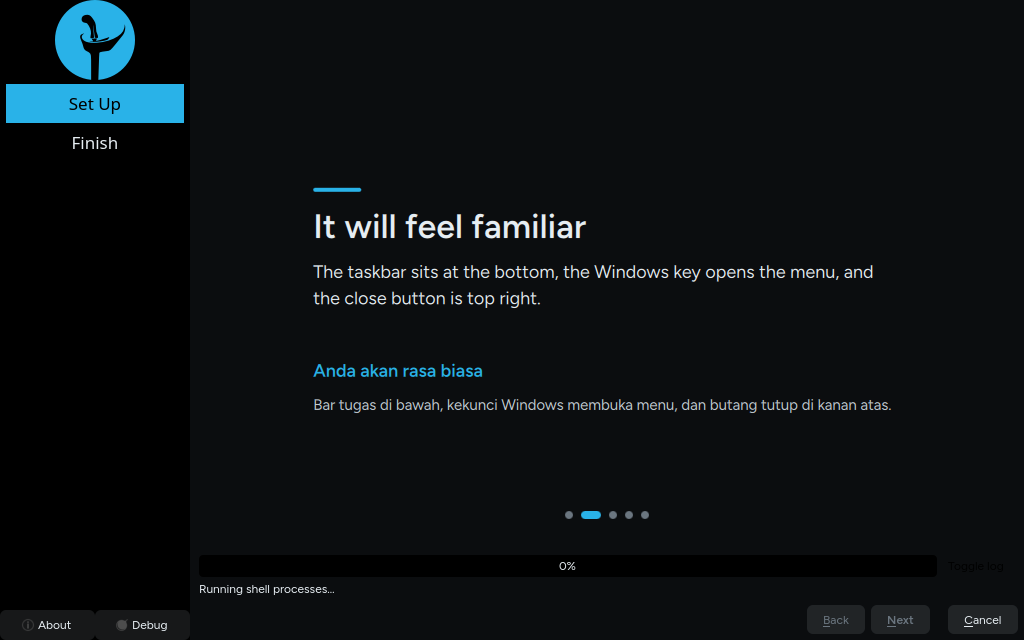 Set Up
Finish
It will feel familiar
The taskbar sits at the bottom, the Windows key opens the menu, and
the close button is top right.
Anda akan rasa biasa
Bar tugas di bawah, kekunci Windows membuka menu, dan butang tutup di kanan atas.
0%
Toggle log
Running shell processes...
About
Debug
Back
Next
Cancel